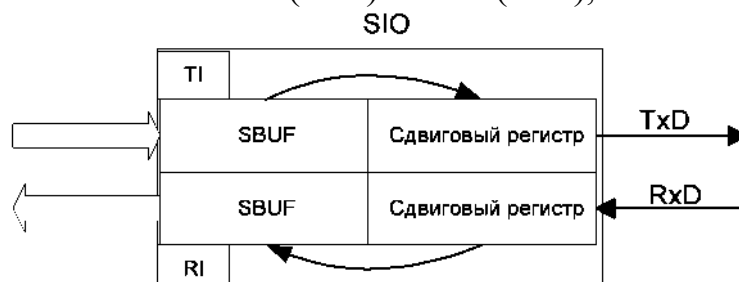 SIO
TI
SBUF Сдвиговый регистр TxD
SBUF Сдвиговый регистр RxD
RI